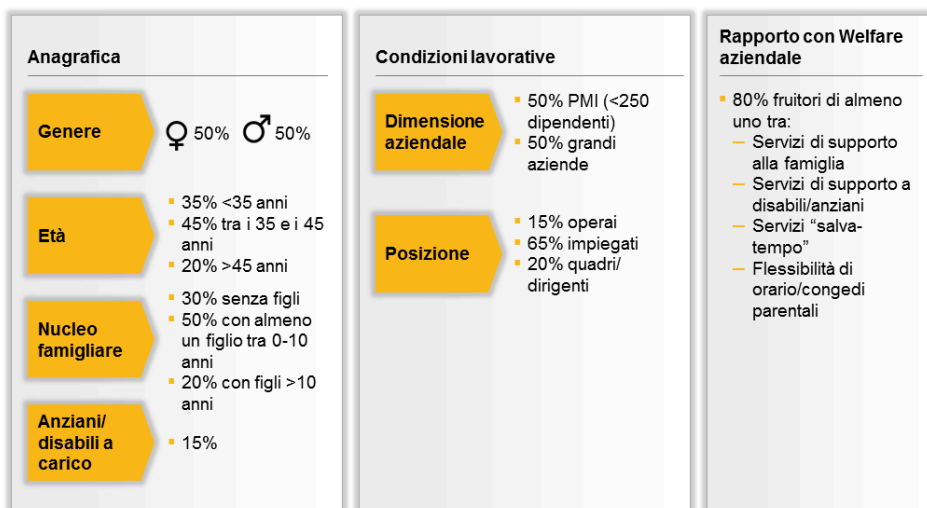 Anagrafica
Genere
50%
50%
Età
35% <35 anni
45% tra i 35 e i 45
anni
20% >45 anni
Nucleo
famigliare
30% senza figli
50% con almeno
un figlio tra 0-10
anni
20% con figli >10
anni
Anziani/
disabili a
carico
15%
Condizioni lavorative
Dimensione
aziendale
50% PMI (<250
dipendenti)
50% grandi
aziende
Posizione
15% operai
65% impiegati
20% quadri/
dirigenti
Rapporto con Welfare
aziendale
80% fruitori di almeno
uno tra:
– Servizi di supporto
alla famiglia
– Servizi di supporto a
disabili/anziani
– Servizi “salva-
tempo”
– Flessibilità di
orario/congedi
parentali